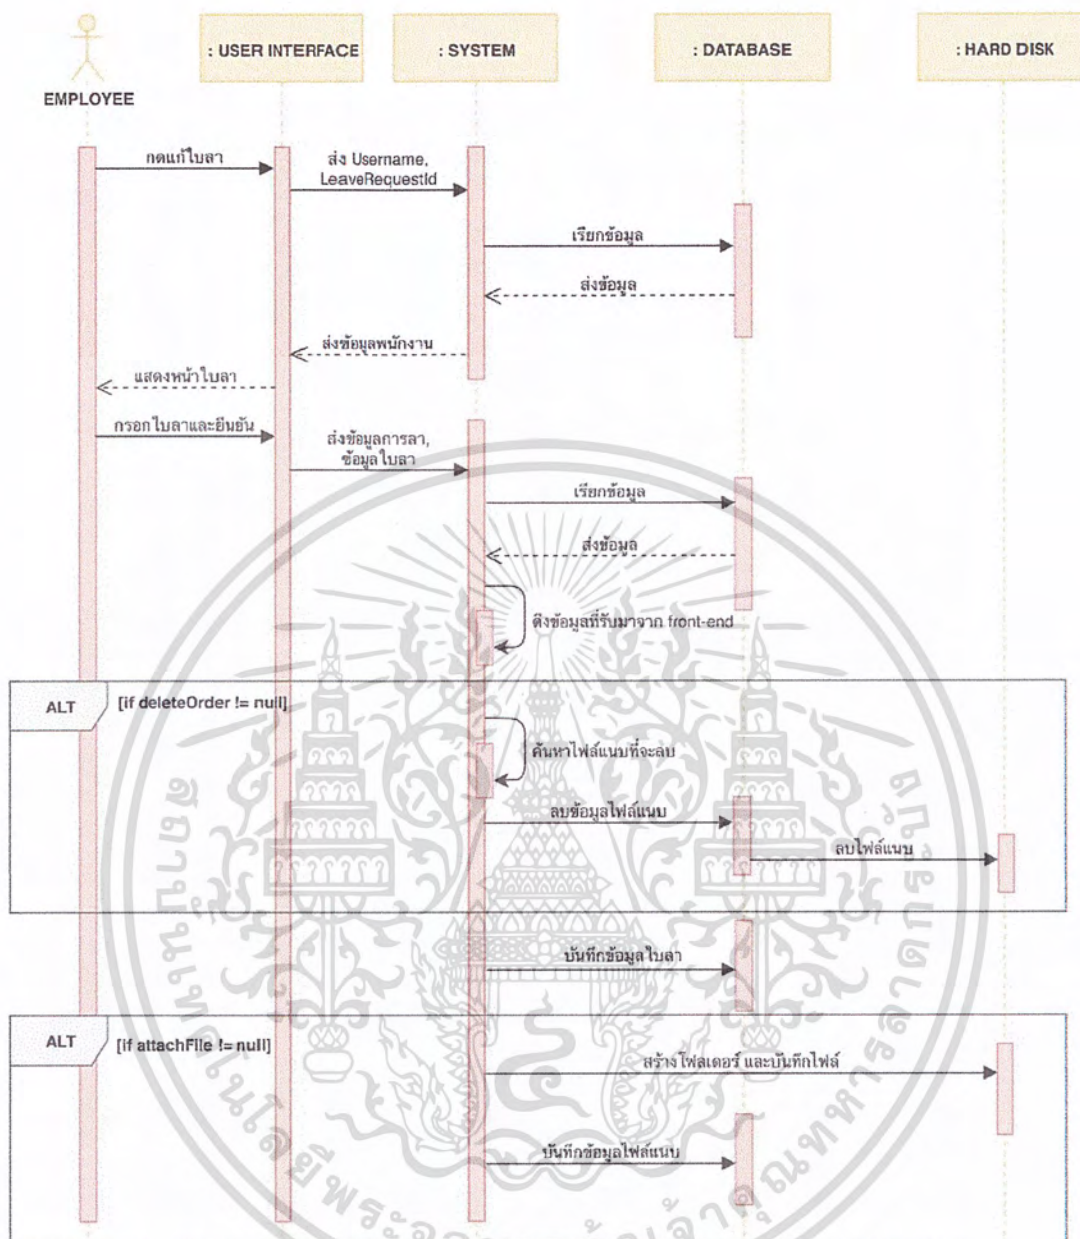 : USER INTERFACE
: SYSTEM
: DATABASE
: HARD DISK
EMPLOYEE
กดแก้ใบลา
ส่ง Username,
LeaveRequestId
เรียกข้อมูล
ส่งข้อมูล
ส่งข้อมูลพนักงาน
แสดงหน้าใบลา
กรอกใบลาและยืนยัน
ส่งข้อมูลการลา,
ข้อมูลใบลา
เรียกข้อมูล
ส่งข้อมูล
ดึงข้อมูลที่รับมาจาก front-end
ALT
[if deleteOrder != null]
ค้นหาไฟล์แนบที่จะลบ
ลบข้อมูลไฟล์แนบ
ลบไฟล์แนบ
บันทึกข้อมูลใบลา
ALT
[if attachFile != null]
สร้างโฟลเดอร์ และบันทึกไฟล์
บันทึกข้อมูลไฟล์แนบ